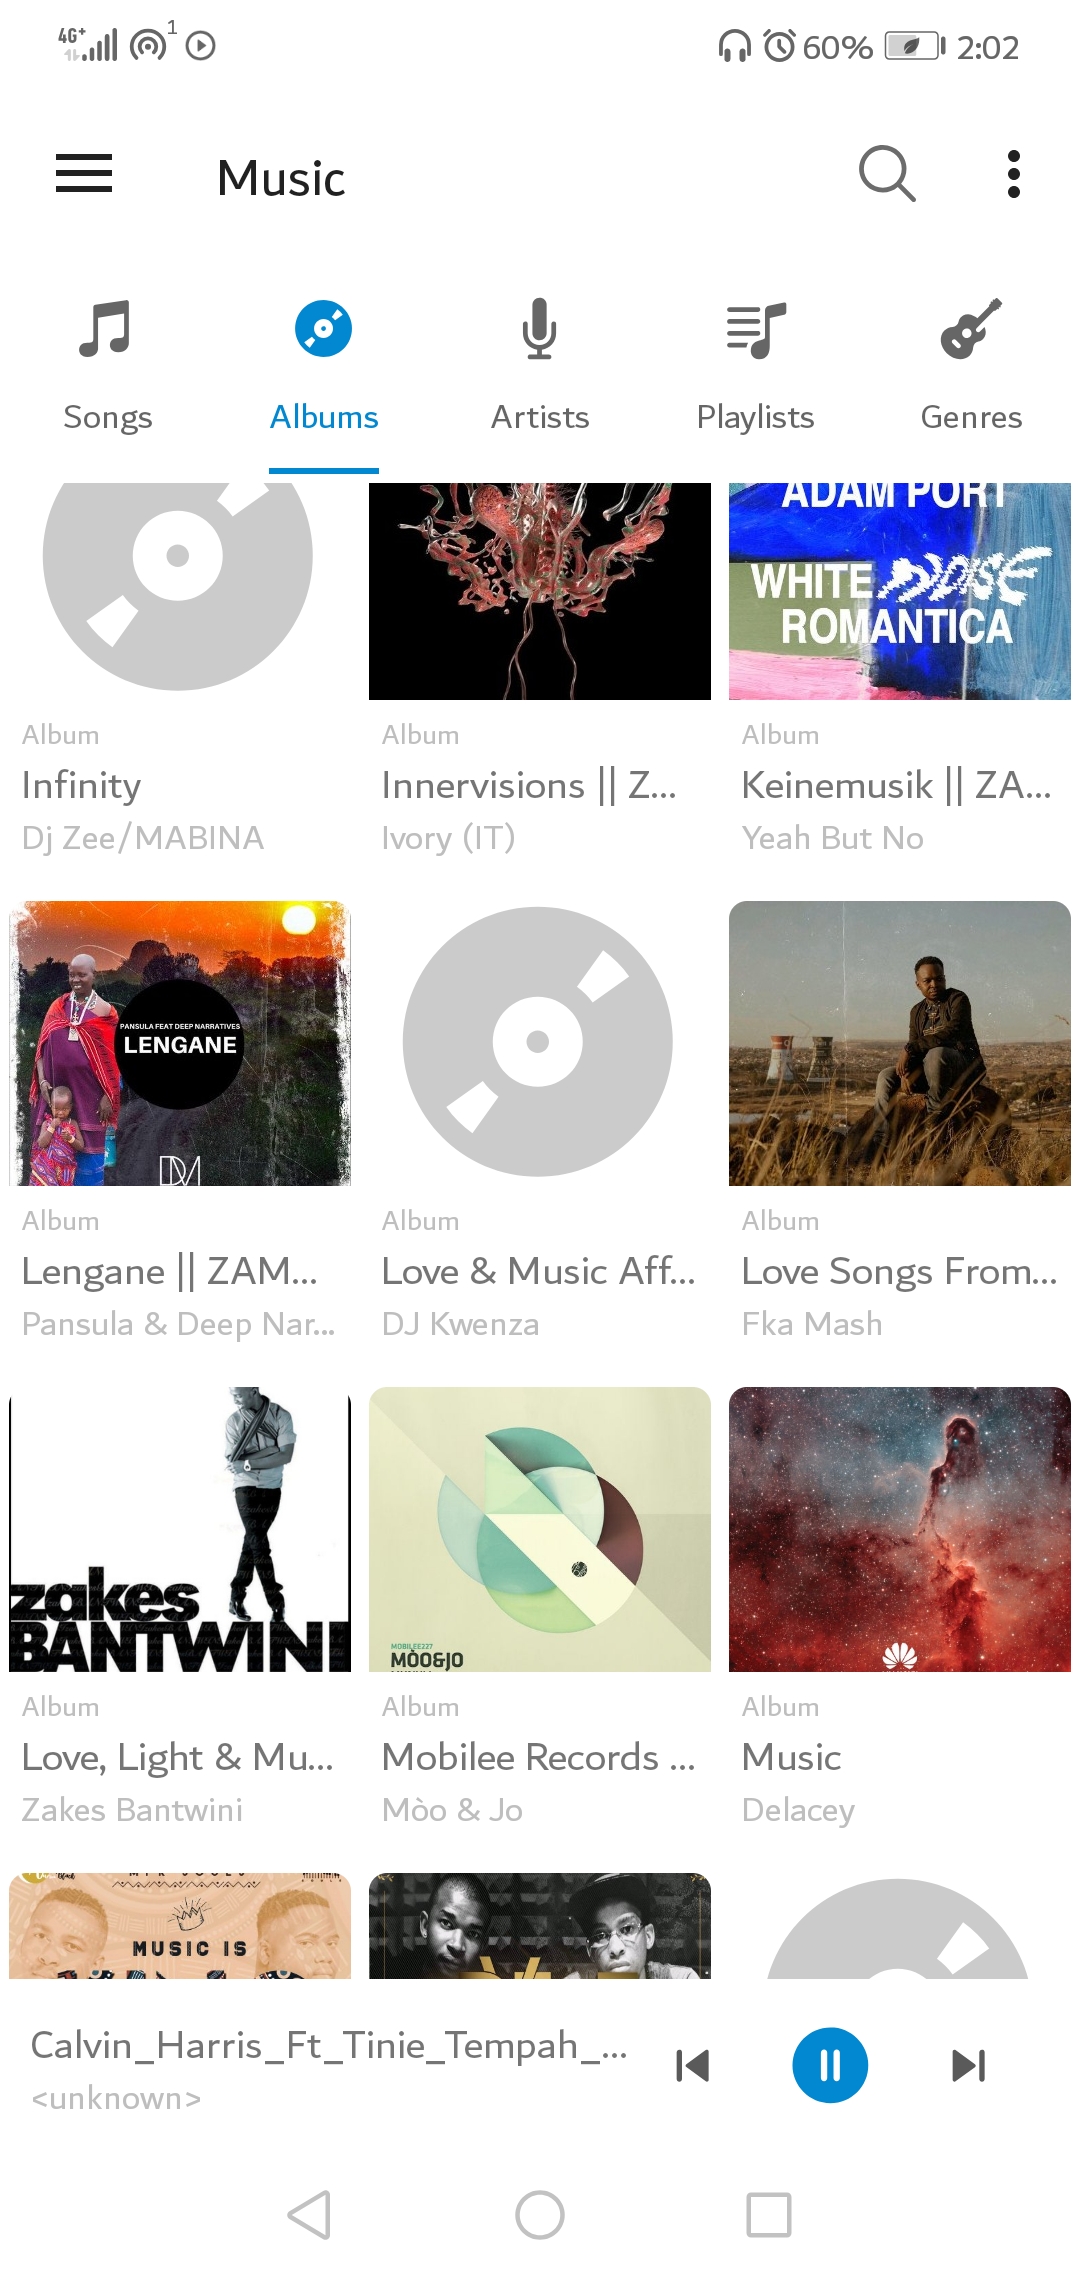 4G+ 1 60% 2:02
Music
Songs Albums Artists Playlists Genres
ADAM PORT
WHITE NOISE
ROMANTICA
Album Album Album
Infinity Innervisions || Z... Keinemusik || ZA...
Dj Zee/MABINA Ivory (IT) Yeah But No
PANSULA FEAT DEEP NARRATIVES
LENGANE
DM
Album Album Album
Lengane || ZAM... Love & Music Aff... Love Songs From...
Pansula & Deep Nar... DJ Kwenza Fka Mash
zakes
BANTWINI
MOBILEE227
MÒO&JO
Album Album Album
Love, Light & Mu... Mobilee Records ... Music
Zakes Bantwini Mòo & Jo Delacey
MUSIC IS
Calvin_Harris_Ft_Tinie_Tempah_...
<unknown>